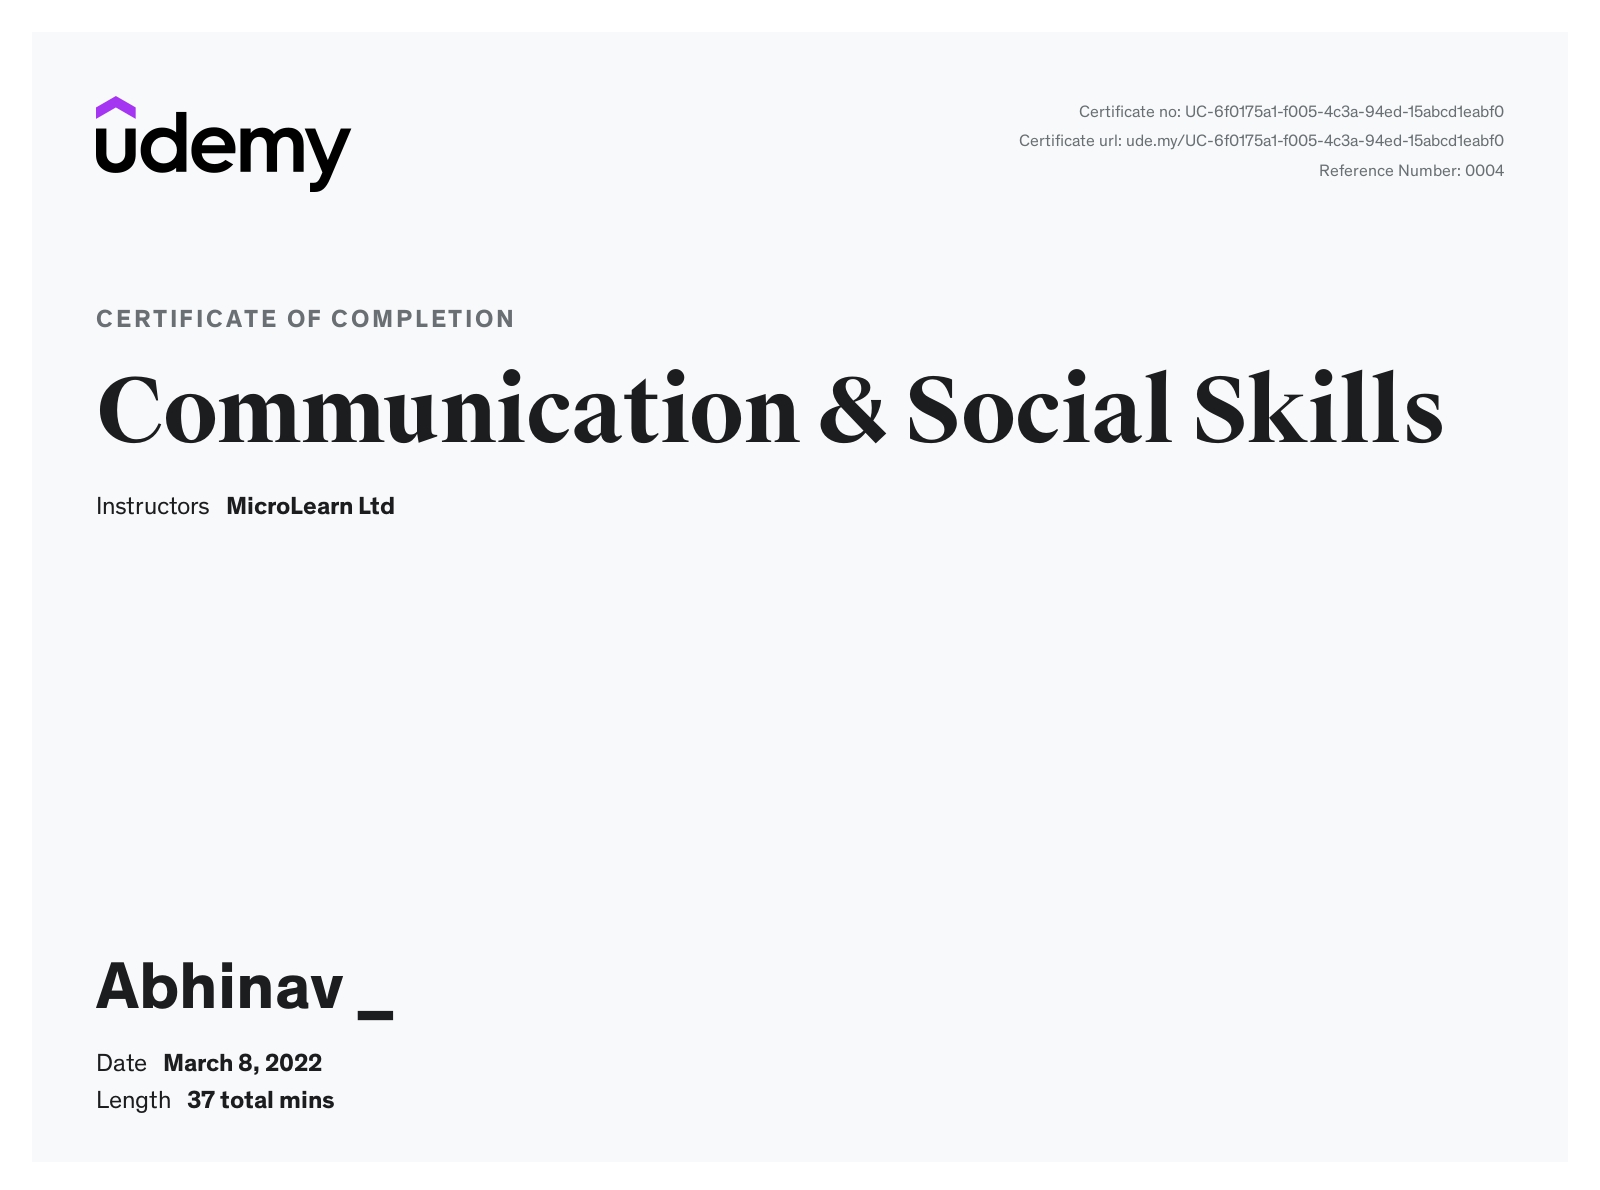 udemy
Certificate no: UC-6f0175a1-f005-4c3a-94ed-15abcd1eabf0
Certificate url: ude.my/UC-6f0175a1-f005-4c3a-94ed-15abcd1eabf0
Reference Number: 0004
CERTIFICATE OF COMPLETION
Communication & Social Skills
Instructors MicroLearn Ltd
Abhinav _
Date March 8, 2022
Length 37 total mins